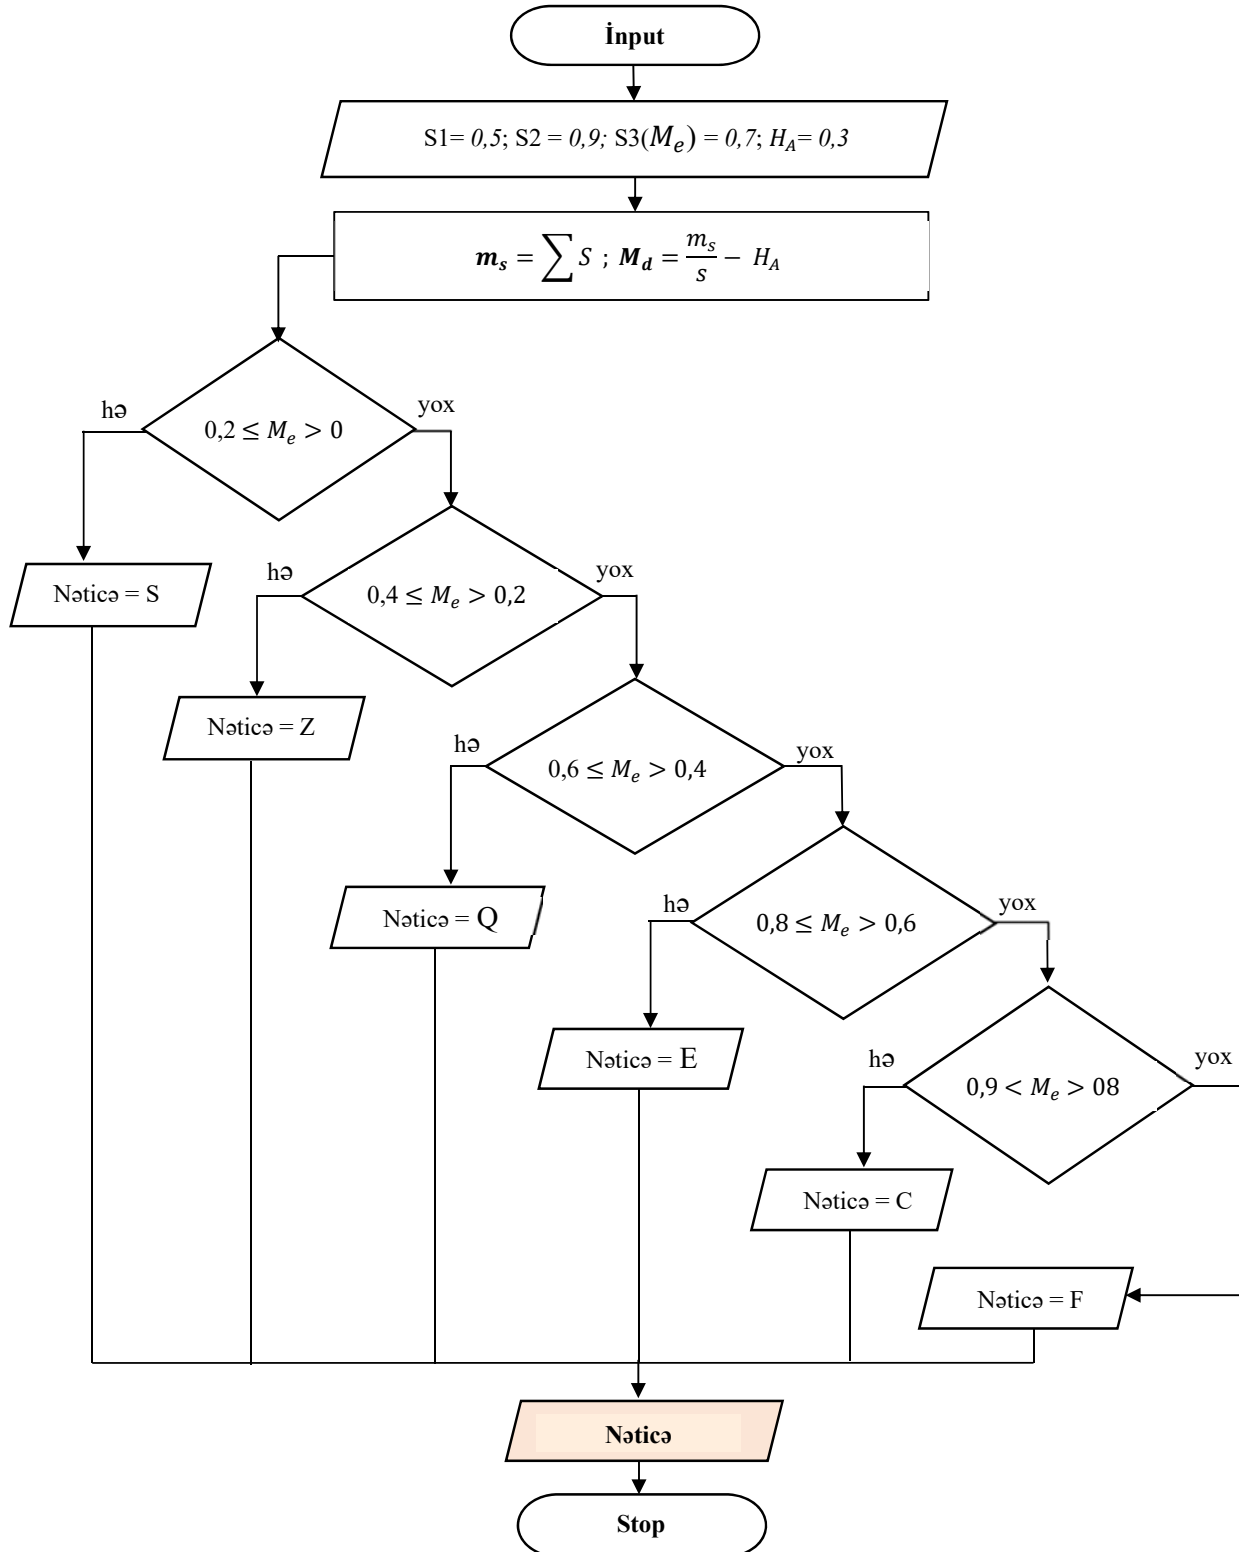 İnput
S1= 0,5; S2 = 0,9; S3(M_e) = 0,7; H_A= 0,3
m_s = ∑ S ; M_d = m_s/s − H_A
hə
0,2 ≤ M_e > 0
yox
Nəticə = S
hə
0,4 ≤ M_e > 0,2
yox
Nəticə = Z
hə
0,6 ≤ M_e > 0,4
yox
Nəticə = Q
hə
0,8 ≤ M_e > 0,6
yox
Nəticə = E
hə
0,9 < M_e > 08
yox
Nəticə = C
Nəticə = F
Nəticə
Stop